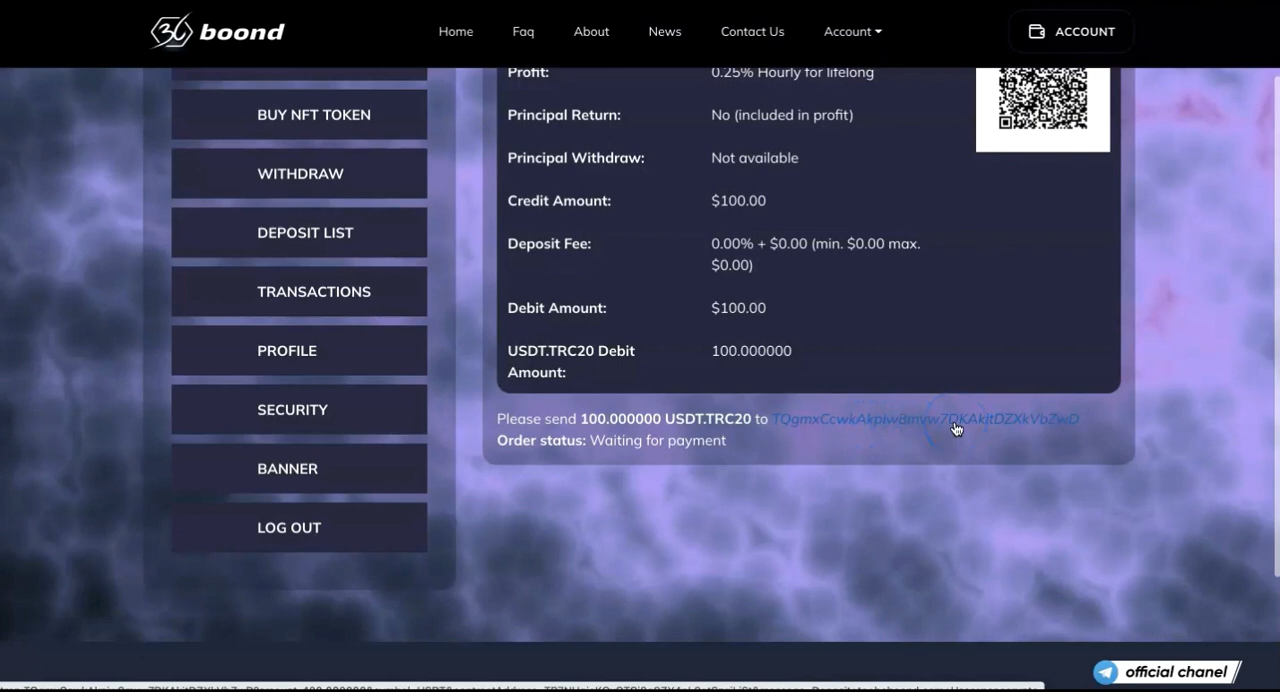 boond
Home
Faq
About
News
Contact Us
Account
ACCOUNT
BUY NFT TOKEN
WITHDRAW
DEPOSIT LIST
TRANSACTIONS
PROFILE
SECURITY
BANNER
LOG OUT
Profit: 0.25% Hourly for lifelong
Principal Return: No (included in profit)
Principal Withdraw: Not available
Credit Amount: $100.00
Deposit Fee: 0.00% + $0.00 (min. $0.00 max.
$0.00)
Debit Amount: $100.00
USDT.TRC20 Debit 100.000000
Amount:
Please send 100.000000 USDT.TRC20 to
Order status: Waiting for payment
official chanel